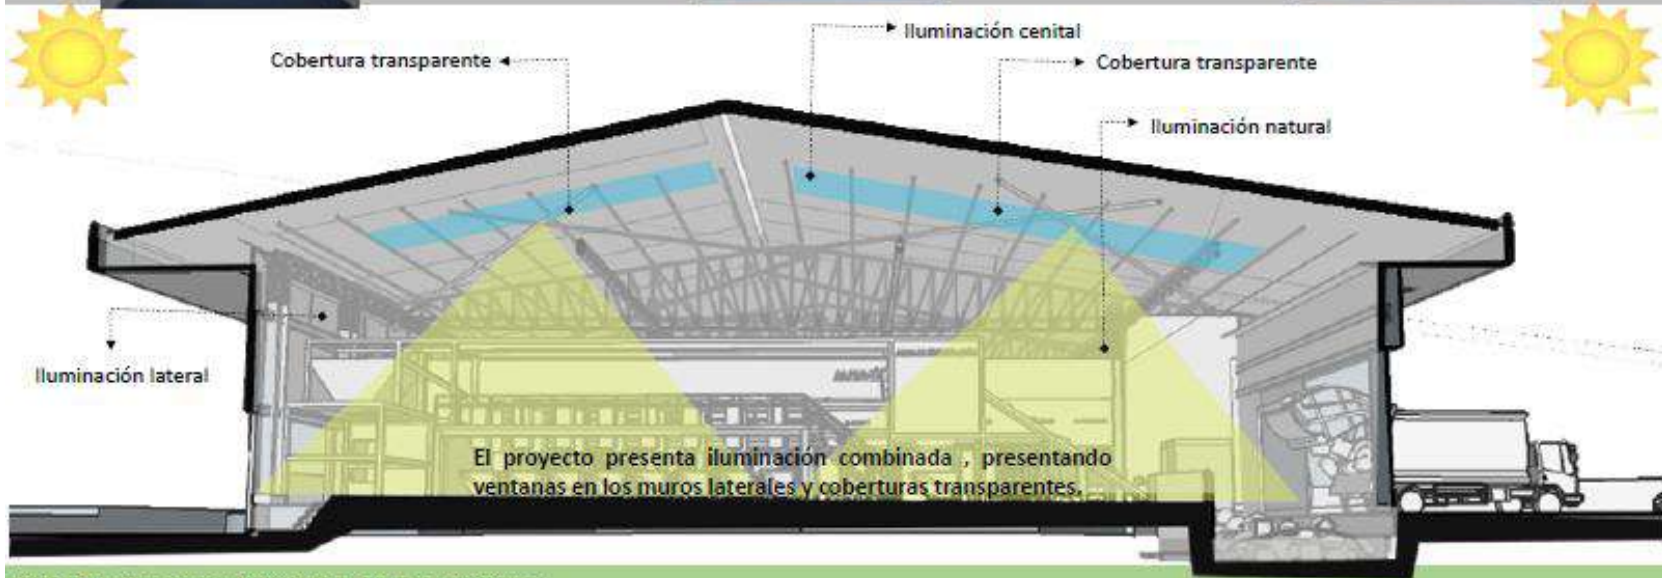 Iluminación cenital
Cobertura transparente
Cobertura transparente
Iluminación natural
Iluminación lateral
El proyecto presenta iluminación combinada , presentando
ventanas en los muros laterales y coberturas transparentes.